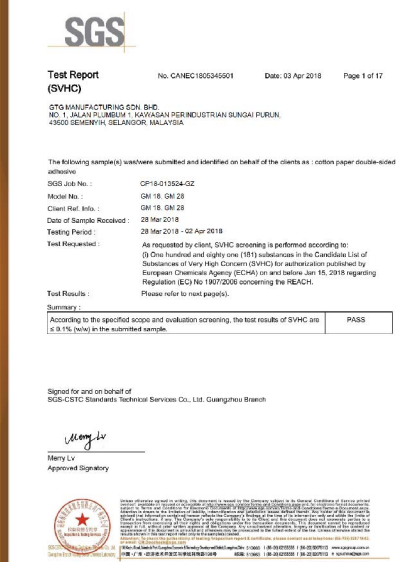 SGS
Test Report No. CANEC1805345501 Date: 03 Apr 2018 Page 1 of 17
(SVHC)
GTG MANUFACTURING SDN. BHD.
NO. 1, JALAN PLUMBUM 1, KAWASAN PERINDUSTRIAN SUNGAI PURUN,
43500 SEMENYIH, SELANGOR, MALAYSIA
The following sample(s) was/were submitted and identified on behalf of the clients as : cotton paper double-sided
adhesive
SGS Job No. : CP18-013524-GZ
Model No. : GM 18, GM 28
Client Ref. Info. : GM 18, GM 28
Date of Sample Received : 28 Mar 2018
Testing Period : 28 Mar 2018 - 02 Apr 2018
Test Requested : As requested by client, SVHC screening is performed according to:
(i) One hundred and eighty one (181) substances in the Candidate List of
Substances of Very High Concern (SVHC) for authorization published by
European Chemicals Agency (ECHA) on and before Jan 15, 2018 regarding
Regulation (EC) No 1907/2006 concerning the REACH.
Test Results : Please refer to next page(s).
Summary :
According to the specified scope and evaluation screening, the test results of SVHC are PASS
≤ 0.1% (w/w) in the submitted sample.
Signed for and on behalf of
SGS-CSTC Standards Technical Services Co., Ltd. Guangzhou Branch
Merry Lv
Merry Lv
Approved Signatory